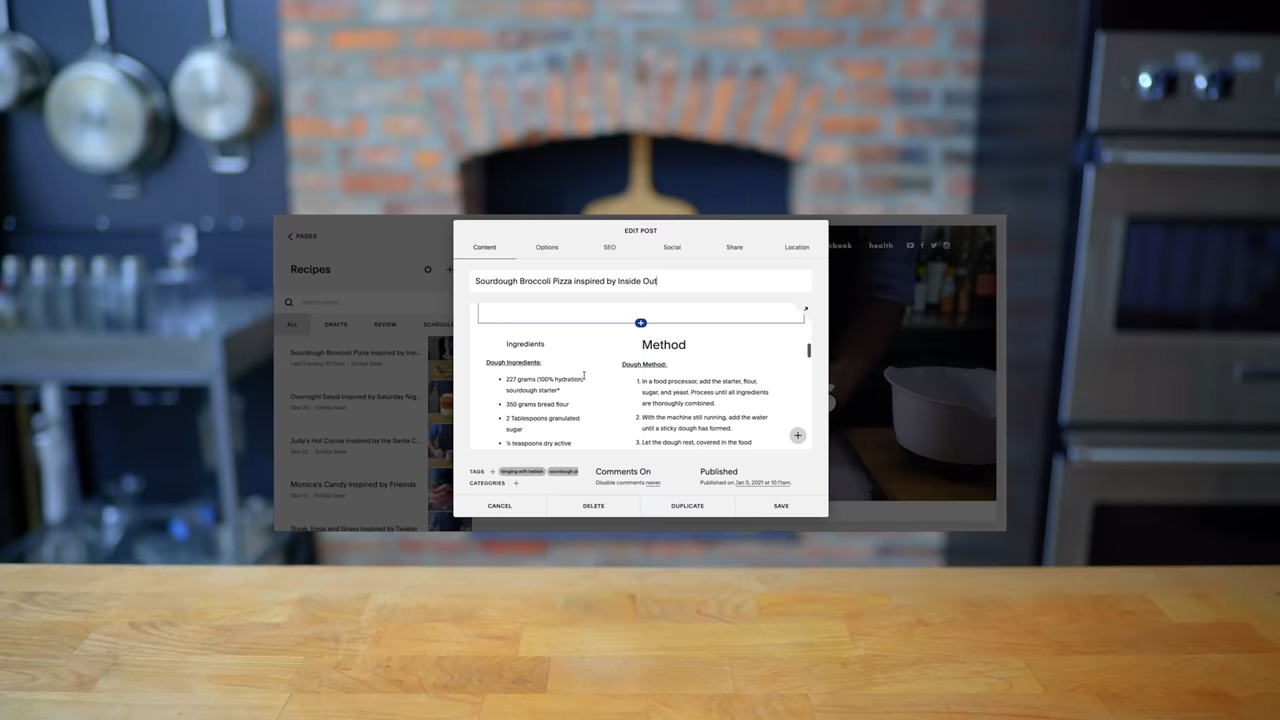 PAGES
Recipes
ALL
DRAFTS
REVIEW
SCHEDULE
Sourdough Broccoli Pizza inspired by Insi...
Overnight Salad inspired by Saturday Nig...
Judy's Hot Cocoa inspired by the Santa C...
Monica's Candy inspired by Friends
Steak, Eggs and Gravy inspired by Twister
EDIT POST
Content
Options
SEO
Social
Share
Location
Sourdough Broccoli Pizza inspired by Inside Out
Ingredients
Dough Ingredients:
227 grams (100% hydration)
sourdough starter*
350 grams bread flour
2 Tablespoons granulated
sugar
½ teaspoons dry active
Method
Dough Method:
1. In a food processor, add the starter, flour,
sugar, and yeast. Process until all ingredients
are thoroughly combined.
2. With the machine still running, add the water
until a sticky dough has formed.
3. Let the dough rest, covered in the food
TAGS
binging with babish
sourdough pi
CATEGORIES
Comments On
Disable comments never.
Published
Published on Jan 5, 2021 at 10:11am.
CANCEL
DELETE
DUPLICATE
SAVE
kbook
health